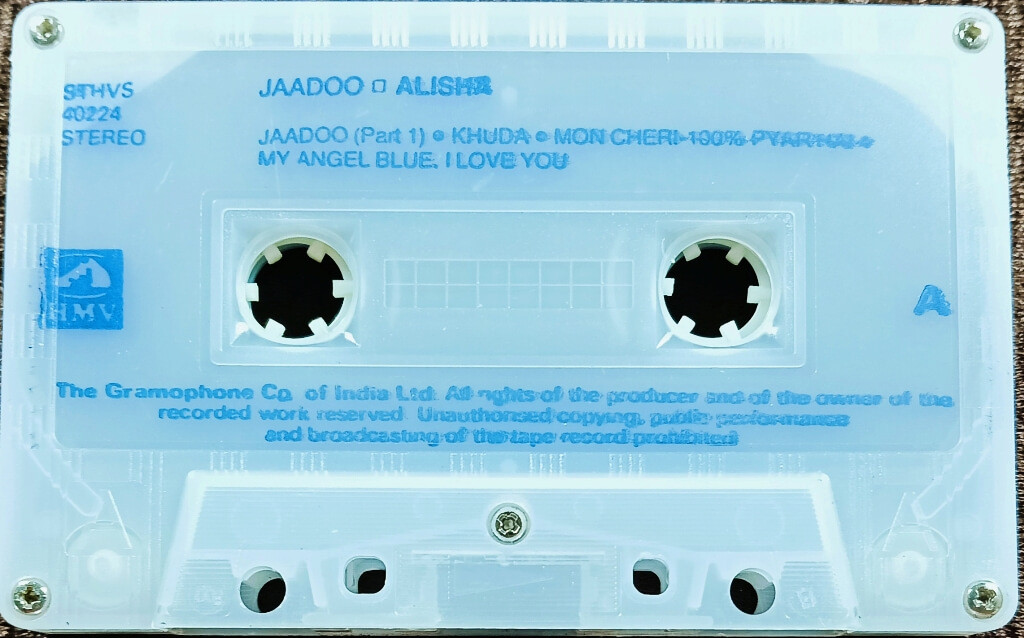 STHVS
40224
STEREO
JAADOO □ ALISHA
JAADOO (Part 1) • KHUDA • MON CHERI-100%
MY ANGEL BLUE, I LOVE YOU
HMV
A
The Gramophone Co. of India Ltd. All rights of the producer and of the owner of the
recorded work reserved. Unauthorised copying, public performance
and broadcasting of the tape record prohibited